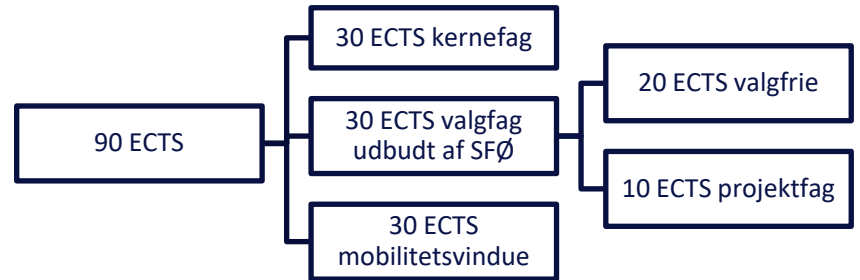 90 ECTS
30 ECTS kernefag
30 ECTS valgfag
udbudt af SFØ
20 ECTS valgfrie
10 ECTS projektfag
30 ECTS
mobilitetsvindue